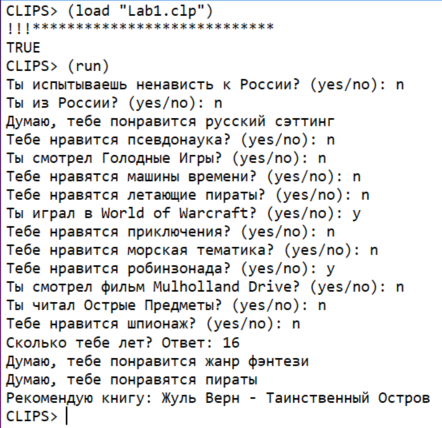 CLIPS> (load "Lab1.clp")
!!!****************************
TRUE
CLIPS> (run)
Ты испытываешь ненависть к России? (yes/no): n
Ты из России? (yes/no): n
Думаю, тебе понравится русский сэттинг
Тебе нравится псевдонаука? (yes/no): n
Ты смотрел Голодные Игры? (yes/no): n
Тебе нравятся машины времени? (yes/no): n
Тебе нравятся летающие пираты? (yes/no): n
Ты играл в World of Warcraft? (yes/no): y
Тебе нравятся приключения? (yes/no): n
Тебе нравится морская тематика? (yes/no): n
Тебе нравится робинзонада? (yes/no): y
Ты смотрел фильм Mulholland Drive? (yes/no): n
Ты читал Острые Предметы? (yes/no): n
Тебе нравится шпионаж? (yes/no): n
Сколько тебе лет? Ответ: 16
Думаю, тебе понравится жанр фэнтези
Думаю, тебе понравятся пираты
Рекомендую книгу: Жуль Верн - Таинственный Остров
CLIPS>